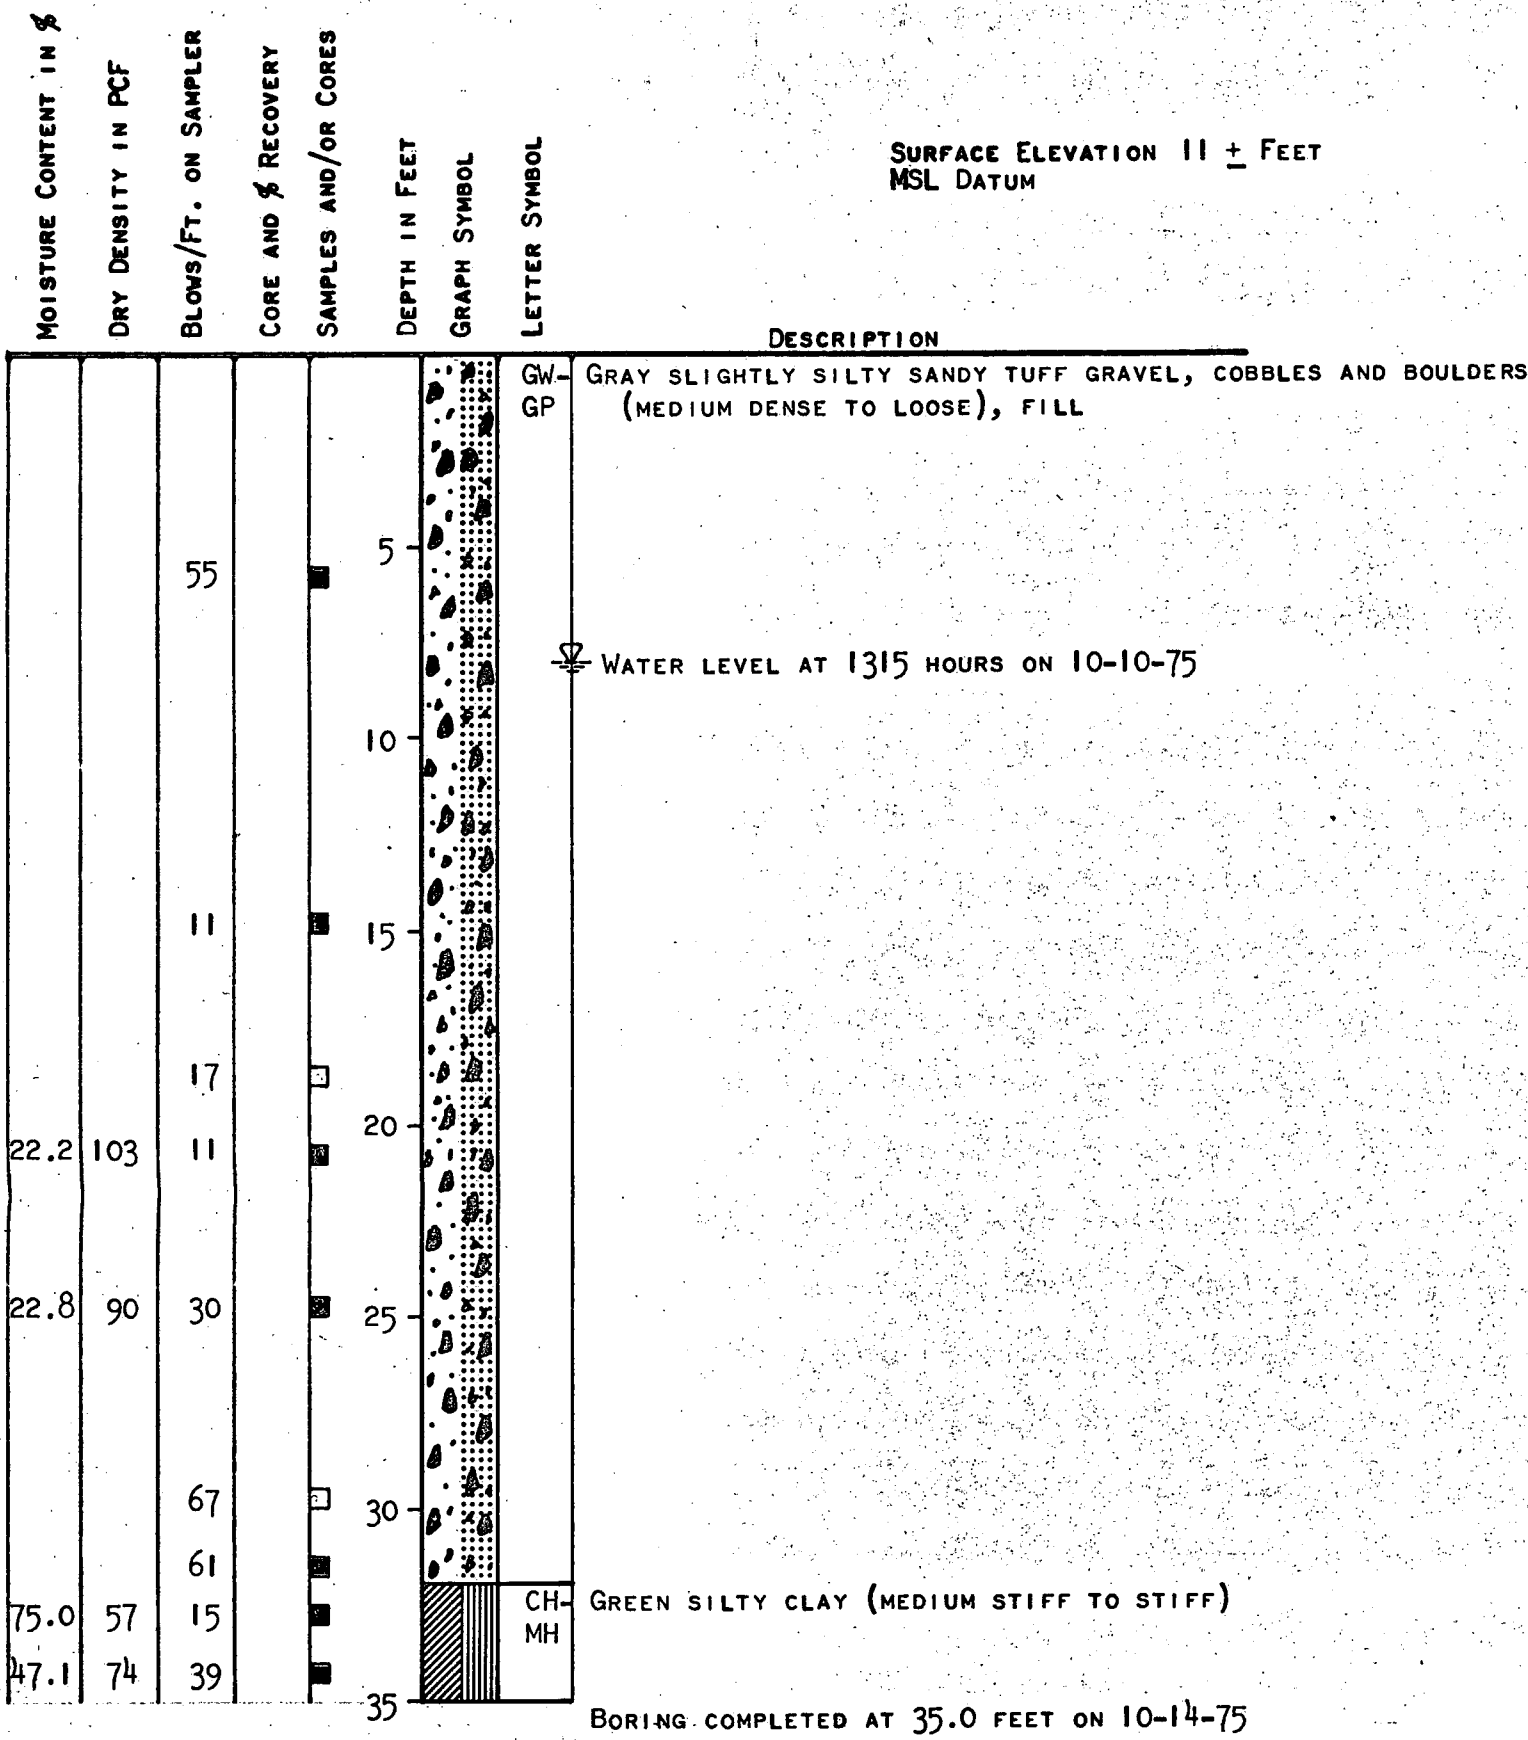 MOISTURE CONTENT IN %
DRY DENSITY IN PCF
BLOWS/FT. ON SAMPLER
CORE AND % RECOVERY
SAMPLES AND/OR CORES
DEPTH IN FEET
GRAPH SYMBOL
LETTER SYMBOL
SURFACE ELEVATION 11 ± FEET
MSL DATUM
DESCRIPTION
GW- GRAY SLIGHTLY SILTY SANDY TUFF GRAVEL, COBBLES AND BOULDERS
GP (MEDIUM DENSE TO LOOSE), FILL
5
55
WATER LEVEL AT 1315 HOURS ON 10-10-75
10
11
15
17
20
22.2 103 11
22.8 90 30
25
67
30
61
CH- GREEN SILTY CLAY (MEDIUM STIFF TO STIFF)
75.0 57 15
MH
47.1 74 39
35
BORING COMPLETED AT 35.0 FEET ON 10-14-75